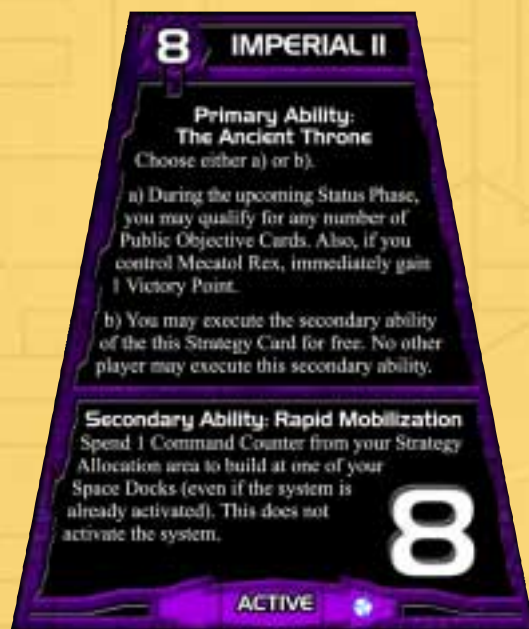 8 IMPERIAL II
Primary Ability:
The Ancient Throne
Choose either a) or b).
a) During the upcoming Status Phase,
you may qualify for any number of
Public Objective Cards. Also, if you
control Mecatol Rex, immediately gain
1 Victory Point.
b) You may execute the secondary ability
of the this Strategy Card for free. No other
player may execute this secondary ability.
Secondary Ability: Rapid Mobilization
Spend 1 Command Counter from your Strategy
Allocation area to build at one of your
Space Docks (even if the system is
already activated). This does not
activate the system.
8
ACTIVE